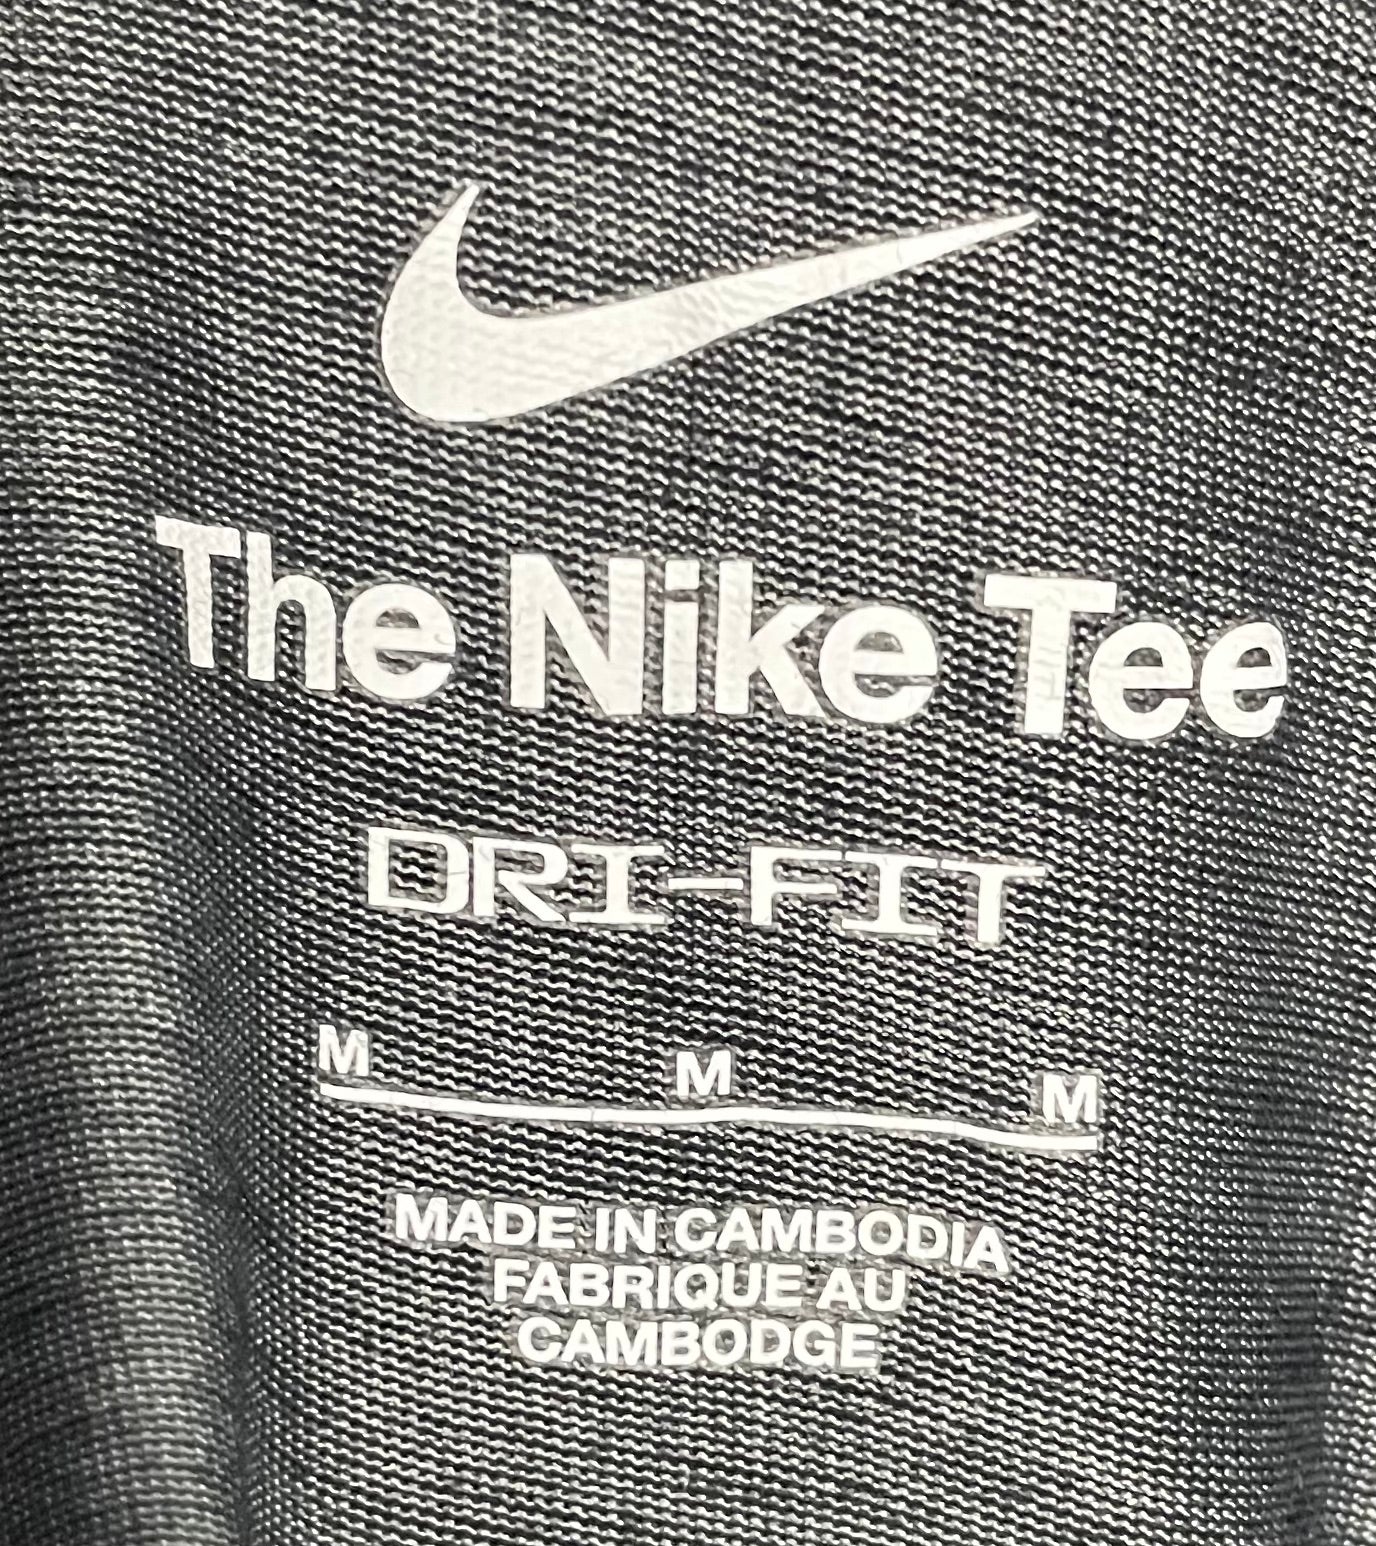 The Nike Tee
DRI-FIT
M M M
MADE IN CAMBODIA
FABRIQUE AU
CAMBODGE